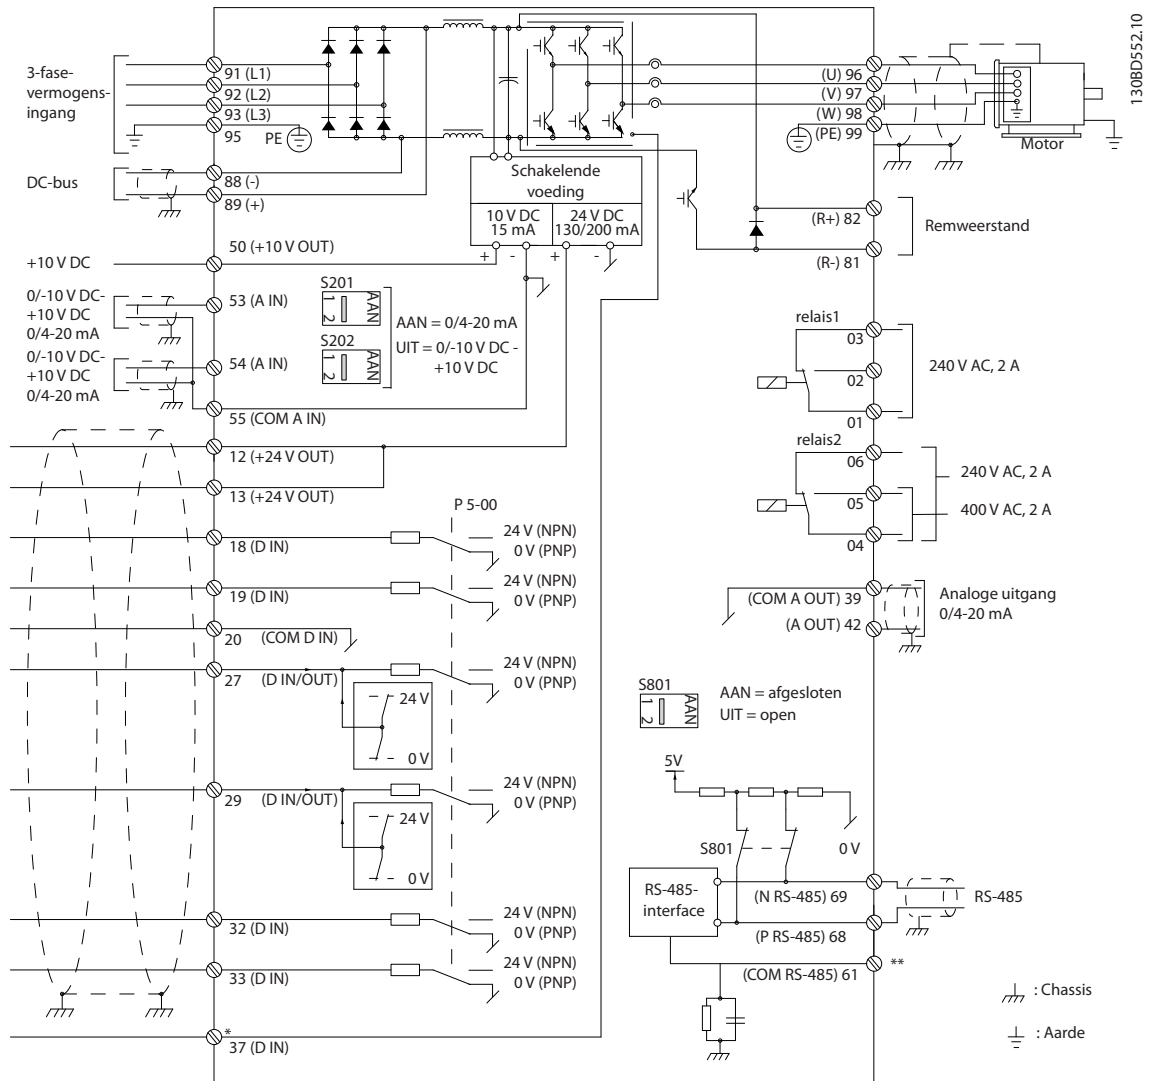 130BD552.10
3-fase-
vermogens-
ingang
91 (L1)
92 (L2)
93 (L3)
95
PE
DC-bus
88 (-)
89 (+)
50 (+10 V OUT)
+10 V DC
0/-10 V DC-
+10 V DC
0/4-20 mA
53 (A IN)
0/-10 V DC-
+10 V DC
0/4-20 mA
54 (A IN)
55 (COM A IN)
12 (+24 V OUT)
13 (+24 V OUT)
18 (D IN)
19 (D IN)
20 (COM D IN)
27 (D IN/OUT)
29 (D IN/OUT)
32 (D IN)
33 (D IN)
*
37 (D IN)
Schakelende
voeding
10 V DC
15 mA
24 V DC
130/200 mA
+ - + -
S201
1 2
AAN
S202
1 2
AAN
AAN = 0/4-20 mA
UIT = 0/-10 V DC -
+10 V DC
P 5-00
24 V (NPN)
0 V (PNP)
24 V (NPN)
0 V (PNP)
24 V (NPN)
0 V (PNP)
24 V
0 V
24 V (NPN)
0 V (PNP)
24 V
0 V
24 V (NPN)
0 V (PNP)
24 V (NPN)
0 V (PNP)
(U) 96
(V) 97
(W) 98
(PE) 99
Motor
(R+) 82
Remweerstand
(R-) 81
relais1
03
02
01
240 V AC, 2 A
relais2
06
05
04
240 V AC, 2 A
400 V AC, 2 A
(COM A OUT) 39
(A OUT) 42
Analoge uitgang
0/4-20 mA
S801
1 2
AAN
AAN = afgesloten
UIT = open
5V
S801
0 V
RS-485-
interface
(N RS-485) 69
(P RS-485) 68
(COM RS-485) 61
RS-485
**
: Chassis
: Aarde